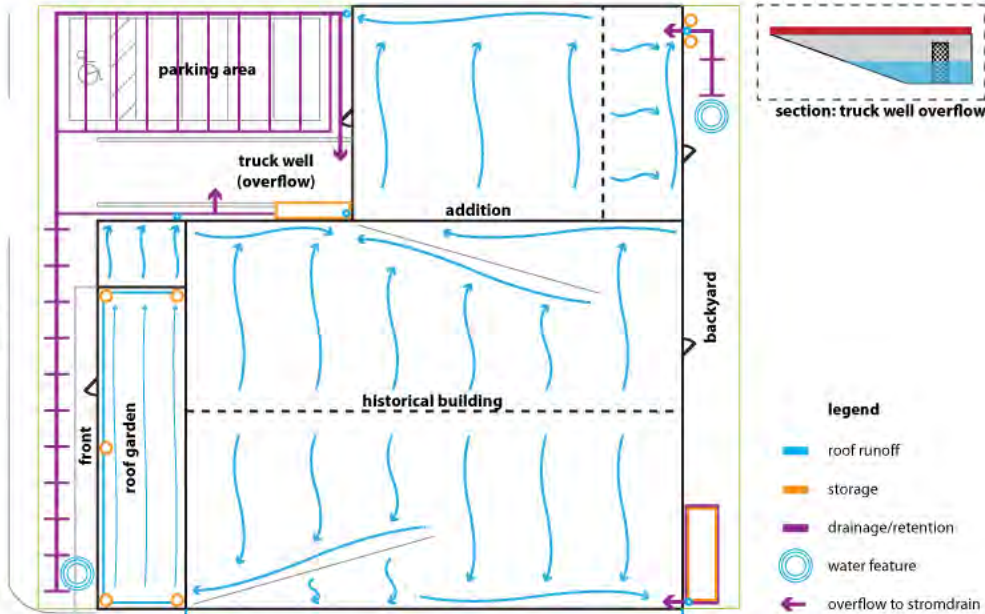 parking area
section: truck well overflow
truck well
(overflow)
addition
backyard
historical building
front
roof garden
legend
roof runoff
storage
drainage/retention
water feature
overflow to stromdrain